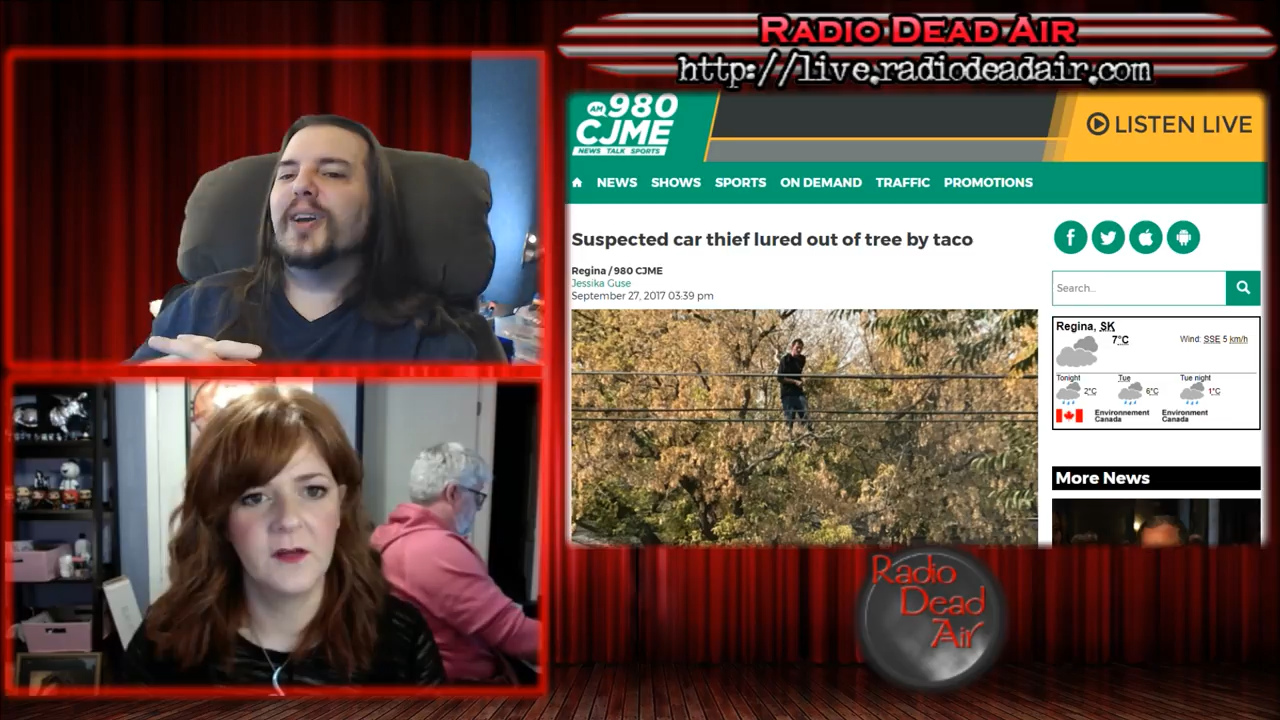 RADIO DEAD AIR
http://live.radiodeadair.com
AM 980
CJME
NEWS TALK SPORTS
LISTEN LIVE
NEWS SHOWS SPORTS ON DEMAND TRAFFIC PROMOTIONS
Suspected car thief lured out of tree by taco
Regina / 980 CJME
Jessika Guse
September 27, 2017 03:39 pm
Search...
Regina, SK
7°C
Wind: SSE 5 km/h
Tonight Tue Tue night
2°C 6°C 1°C
Environnement Environment
Canada Canada
More News
Radio
Dead
Air